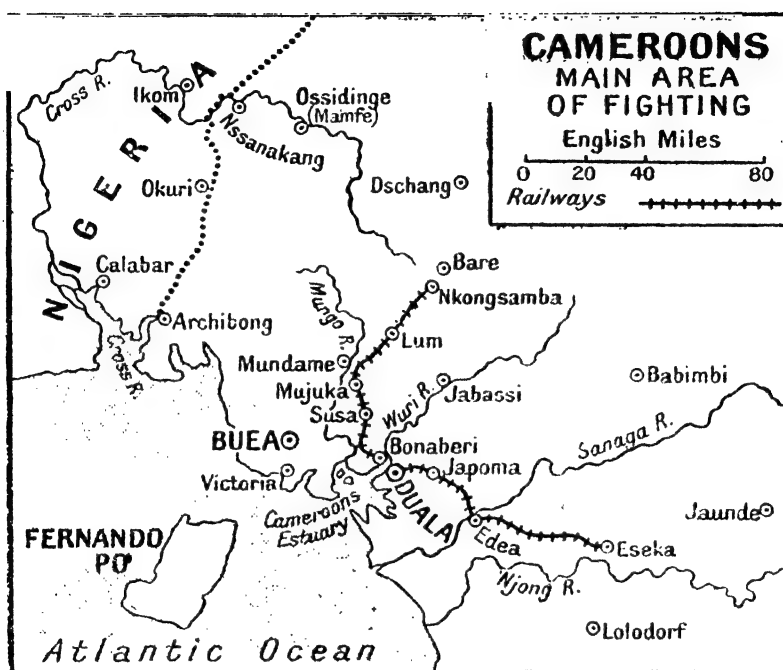 CAMEROONS
MAIN AREA
OF FIGHTING
English Miles
0 20 40 80
Railways
Cross R.
Ikom
NIGERIA
Nssanakang
Ossidinge
(Mamfe)
Okuri
Dschang
Calabar
Bare
Nkongsamba
Mungo R.
Archibong
Lum
Cross R.
Mundame
Mujuka
Wuri R.
Jabassi
Babimbi
Susa
Sanaga R.
BUEA
Bonaberi
Victoria
Japoma
DUALA
Cameroons
Estuary
Jaunde
FERNANDO
PO
Edea
Eseka
Njong R.
Lolodorf
Atlantic Ocean